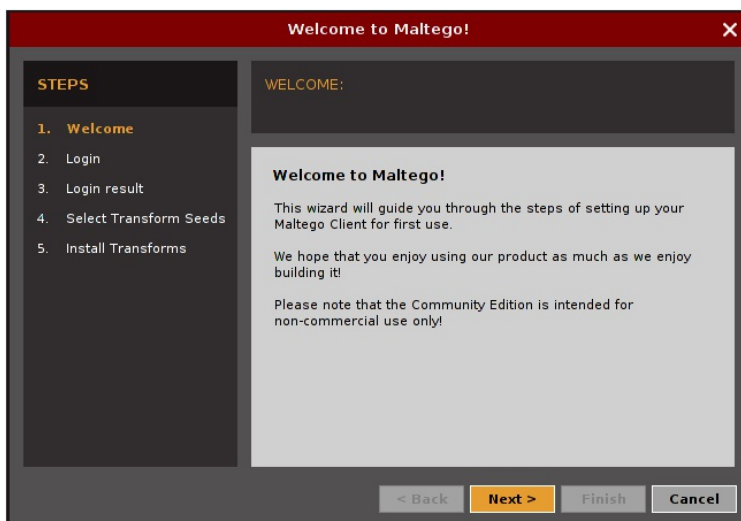 Welcome to Maltego!
STEPS
1. Welcome
2. Login
3. Login result
4. Select Transform Seeds
5. Install Transforms
WELCOME:
Welcome to Maltego!
This wizard will guide you through the steps of setting up your
Maltego Client for first use.
We hope that you enjoy using our product as much as we enjoy
building it!
Please note that the Community Edition is intended for
non-commercial use only!
< Back Next > Finish Cancel